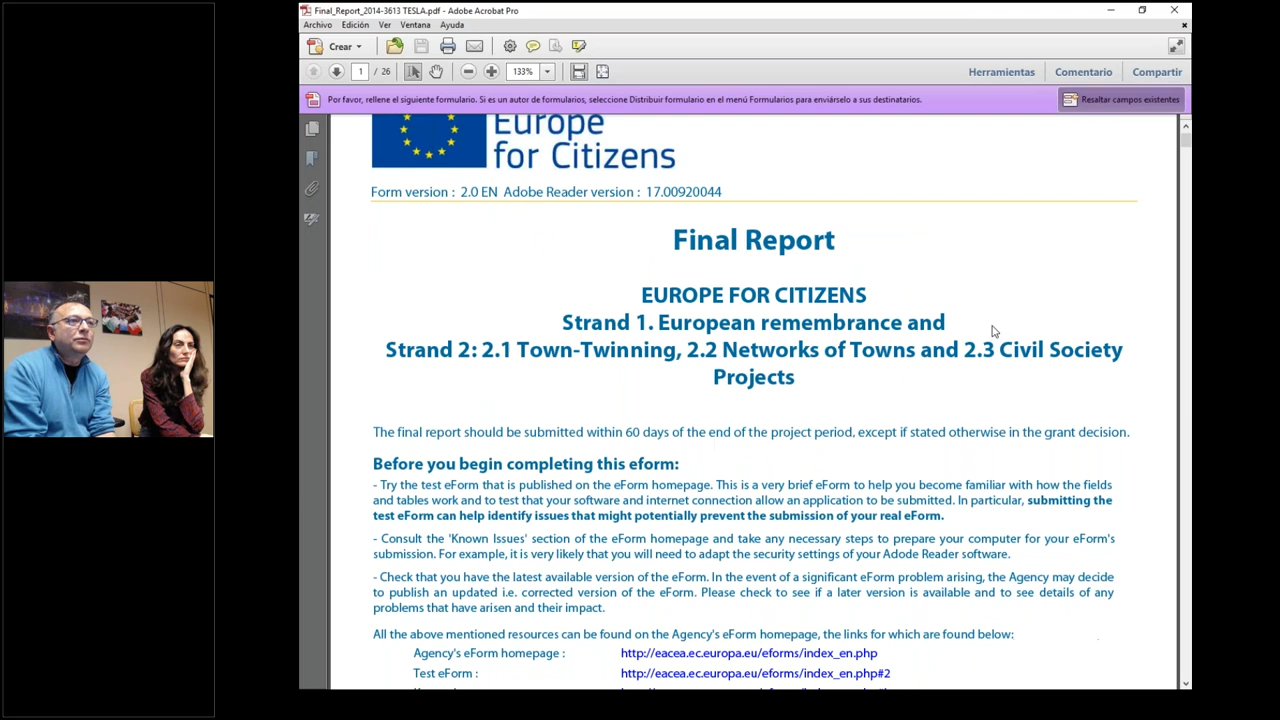 Final_Report_2014-3613 TESLA.pdf - Adobe Acrobat Pro
Archivo Edición Ver Ventana Ayuda
Crear
1 / 26 133% Herramientas Comentario Compartir
Por favor, rellene el siguiente formulario. Si es un autor de formularios, seleccione Distribuir formulario en el menú Formularios para enviárselo a sus destinatarios. Resaltar campos existentes
Europe
for Citizens
Form version : 2.0 EN Adobe Reader version : 17.00920044
Final Report
EUROPE FOR CITIZENS
Strand 1. European remembrance and
Strand 2: 2.1 Town-Twinning, 2.2 Networks of Towns and 2.3 Civil Society
Projects
The final report should be submitted within 60 days of the end of the project period, except if stated otherwise in the grant decision.
Before you begin completing this eform:
- Try the test eForm that is published on the eForm homepage. This is a very brief eForm to help you become familiar with how the fields
and tables work and to test that your software and internet connection allow an application to be submitted. In particular, submitting the
test eForm can help identify issues that might potentially prevent the submission of your real eForm.
- Consult the 'Known Issues' section of the eForm homepage and take any necessary steps to prepare your computer for your eForm's
submission. For example, it is very likely that you will need to adapt the security settings of your Adode Reader software.
- Check that you have the latest available version of the eForm. In the event of a significant eForm problem arising, the Agency may decide
to publish an updated i.e. corrected version of the eForm. Please check to see if a later version is available and to see details of any
problems that have arisen and their impact.
All the above mentioned resources can be found on the Agency's eForm homepage, the links for which are found below:
Agency's eForm homepage : http://eacea.ec.europa.eu/eforms/index_en.php
Test eForm : http://eacea.ec.europa.eu/eforms/index_en.php#2